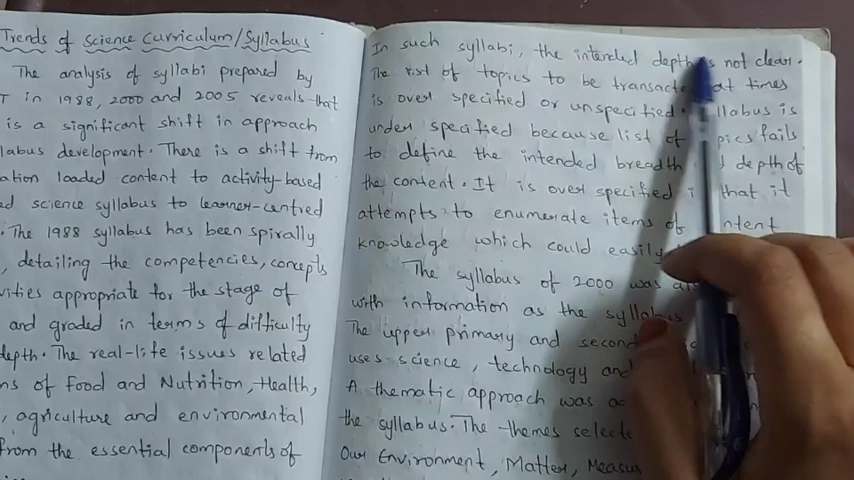 Trends of Science Curriculum/Syllabus
The analysis of syllabi prepared by
T in 1988, 2000 and 2005 reveals that
is a significant shift in approach
labus development. There is a shift from
ation loaded content to activity-based
ed science syllabus to learner-centred
. The 1988 syllabus has been spirally
, detailing the competencies, concepts
vities appropriate for the stage of
and graded in terms of difficulty
depth. The real-life issues related
ns of Food and Nutrition, Health,
, agriculture and environmental
from the essential components of
In such syllabi, the intended depth is not clear.
The list of topics to be transacte at times
is over specified or unspecified. llabus is
under specified because list of pics fails
to define the intended breadth d depth of
the content. It is over specified i that it
attempts to enumerate items of ntent
knowledge which could easily
The syllabus of 2000 was als
with information as the syllabus
The upper primary and second
uses science, technology and
A thematic approach was a
the syllabus. The themes selecte
Our Environment, Matter, Measu